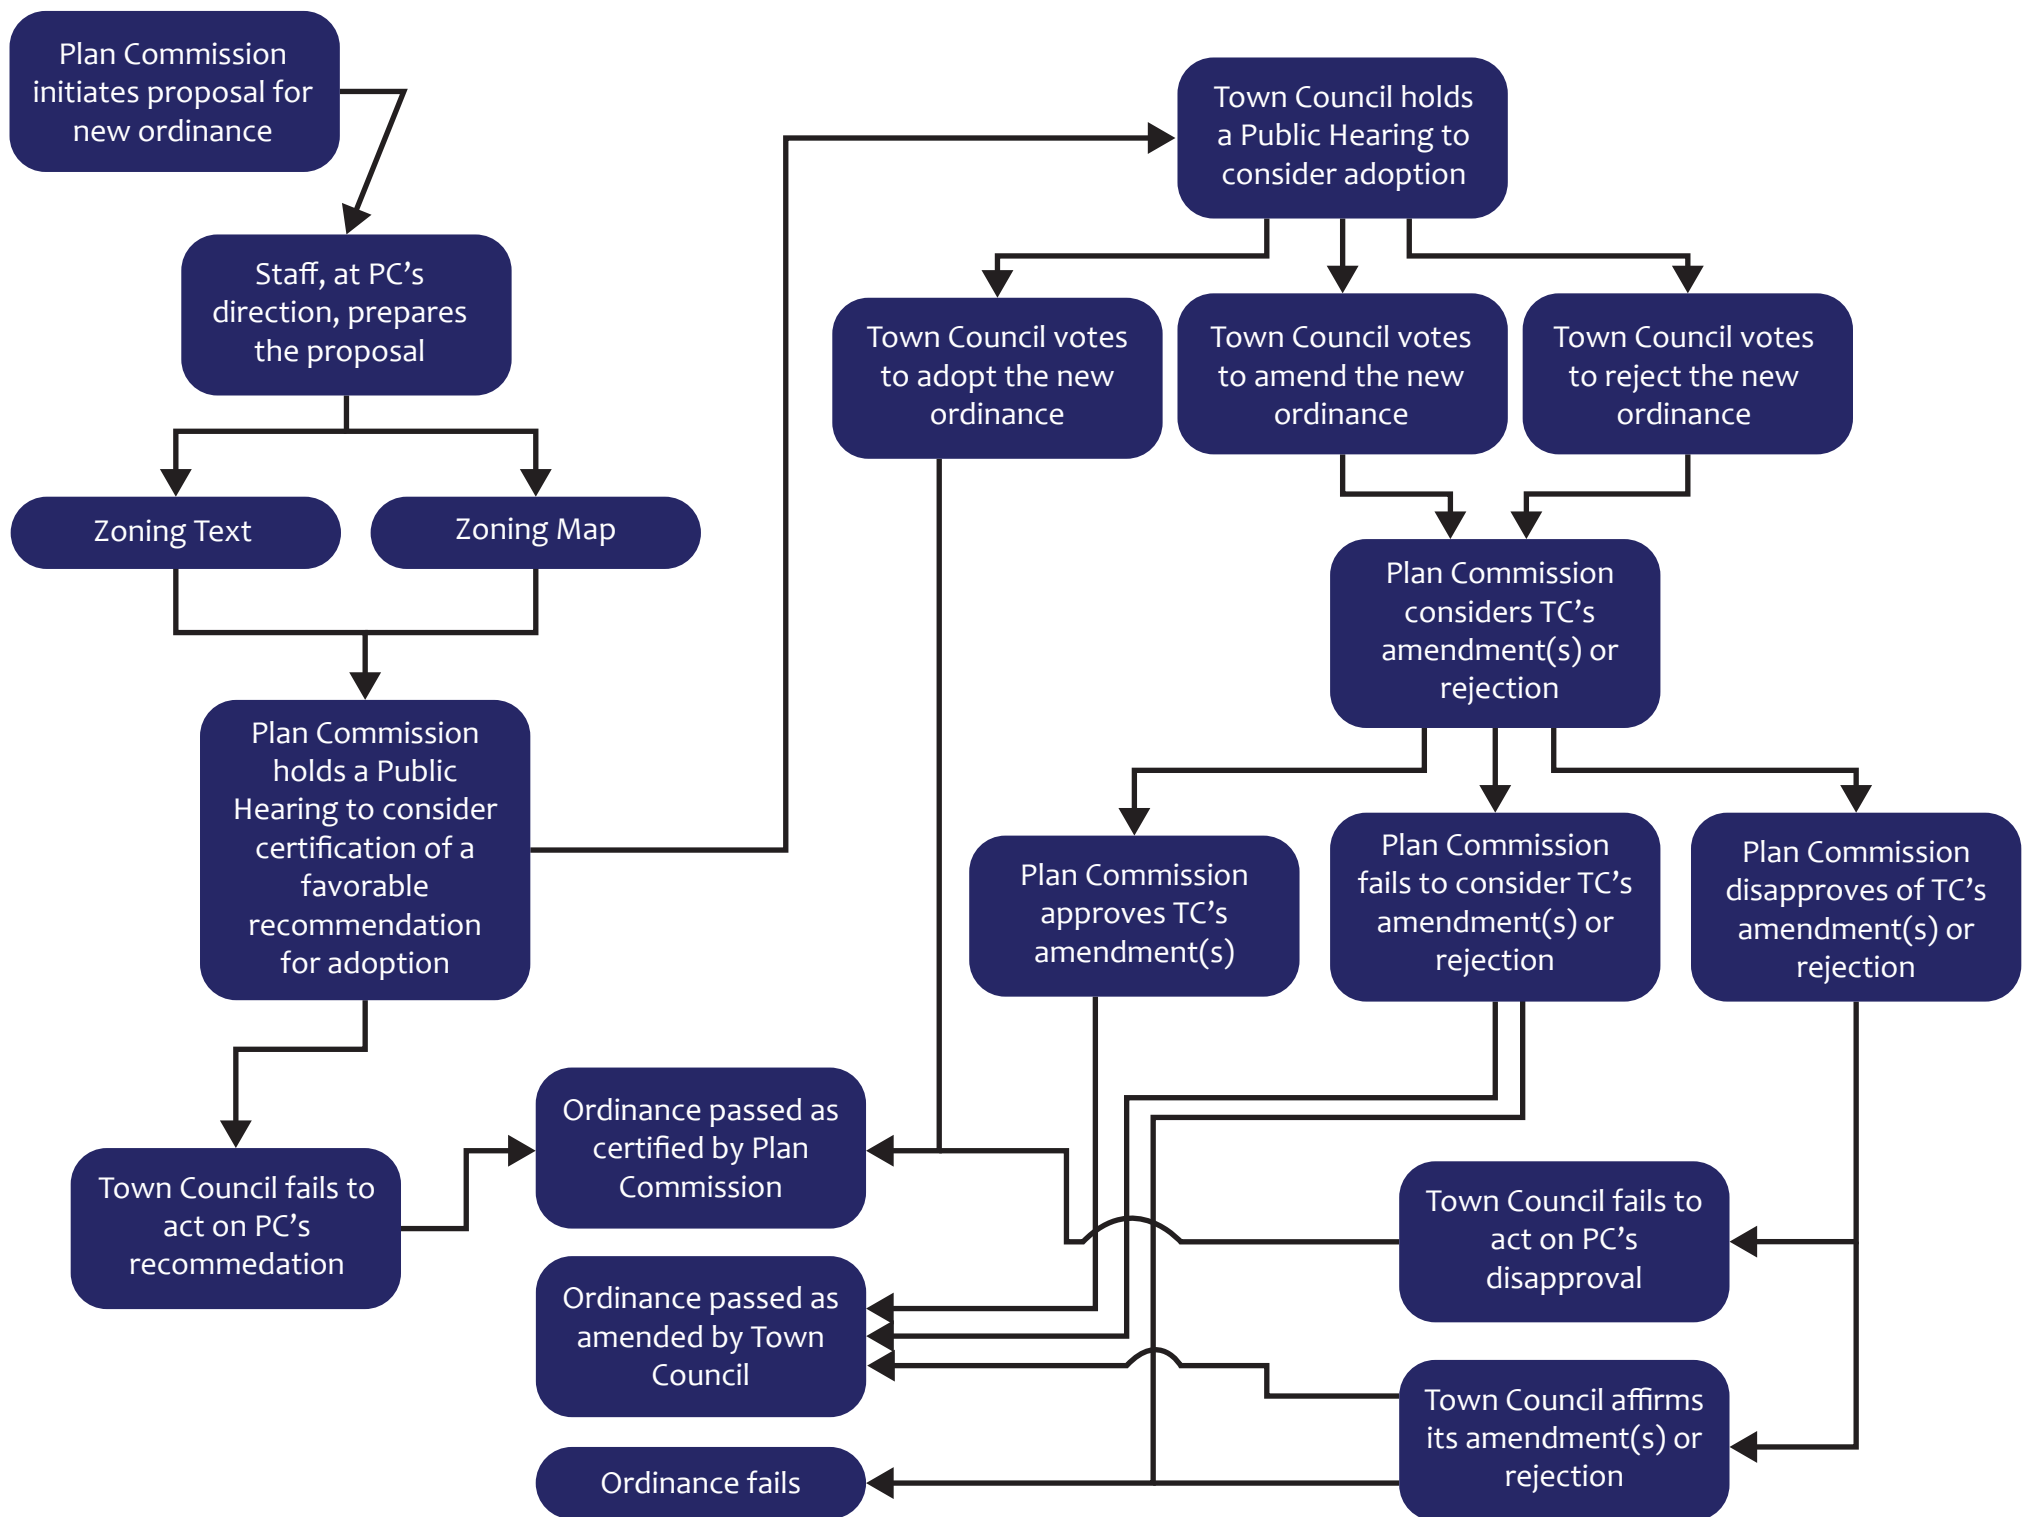 Plan Commission
initiates proposal for
new ordinance
Staff, at PC’s
direction, prepares
the proposal
Zoning Text
Zoning Map
Plan Commission
holds a Public
Hearing to consider
certification of a
favorable
recommendation
for adoption
Town Council fails to
act on PC’s
recommedation
Town Council holds
a Public Hearing to
consider adoption
Town Council votes
to adopt the new
ordinance
Town Council votes
to amend the new
ordinance
Town Council votes
to reject the new
ordinance
Plan Commission
considers TC’s
amendment(s) or
rejection
Plan Commission
approves TC’s
amendment(s)
Plan Commission
fails to consider TC’s
amendment(s) or
rejection
Plan Commission
disapproves of TC’s
amendment(s) or
rejection
Ordinance passed as
certified by Plan
Commission
Ordinance passed as
amended by Town
Council
Ordinance fails
Town Council fails to
act on PC’s
disapproval
Town Council affirms
its amendment(s) or
rejection